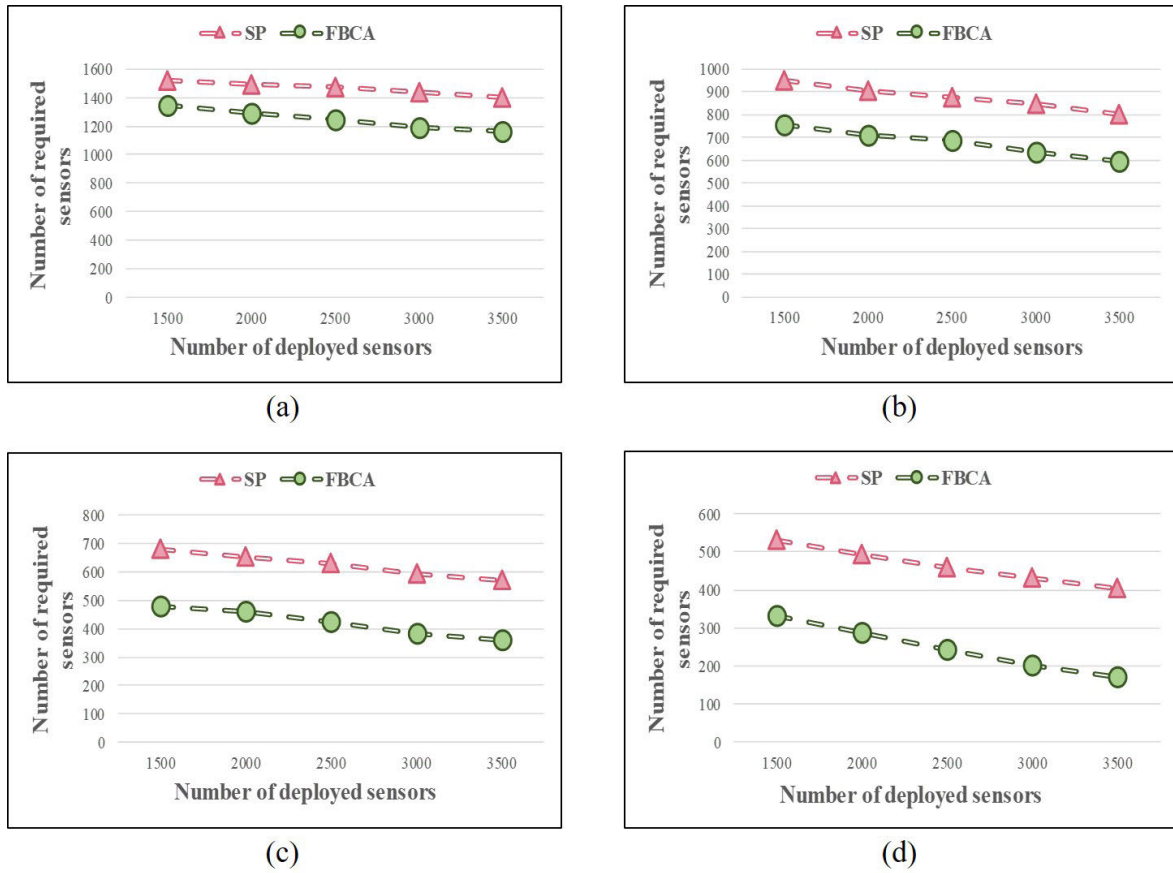 SP FBCA
Number of required
sensors
1600
1400
1200
1000
800
600
400
200
0
1500 2000 2500 3000 3500
Number of deployed sensors
(a)
SP FBCA
Number of required
sensors
1000
900
800
700
600
500
400
300
200
100
0
1500 2000 2500 3000 3500
Number of deployed sensors
(b)
SP FBCA
Number of required
sensors
800
700
600
500
400
300
200
100
0
1500 2000 2500 3000 3500
Number of deployed sensors
(c)
SP FBCA
Number of required
sensors
600
500
400
300
200
100
0
1500 2000 2500 3000 3500
Number of deployed sensors
(d)